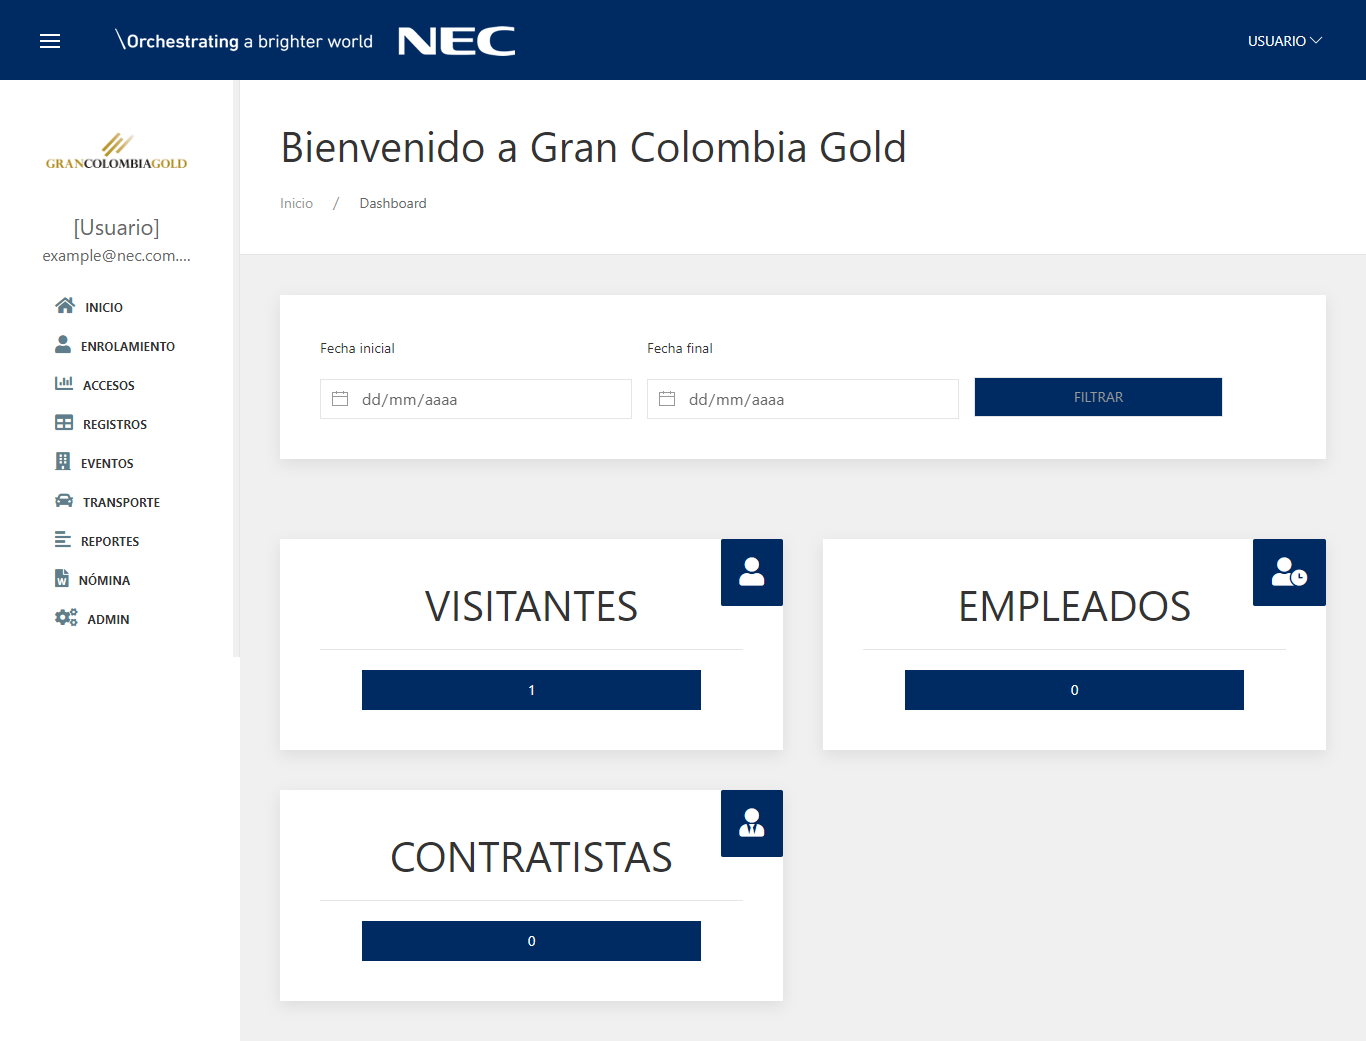 \Orchestrating a brighter world NEC
USUARIO
GRANCOLOMBIAGOLD
[Usuario]
example@nec.com....
INICIO
ENROLAMIENTO
ACCESOS
REGISTROS
EVENTOS
TRANSPORTE
REPORTES
NÓMINA
ADMIN
Bienvenido a Gran Colombia Gold
Inicio / Dashboard
Fecha inicial
Fecha final
dd/mm/aaaa
dd/mm/aaaa
FILTRAR
VISITANTES
1
EMPLEADOS
0
CONTRATISTAS
0